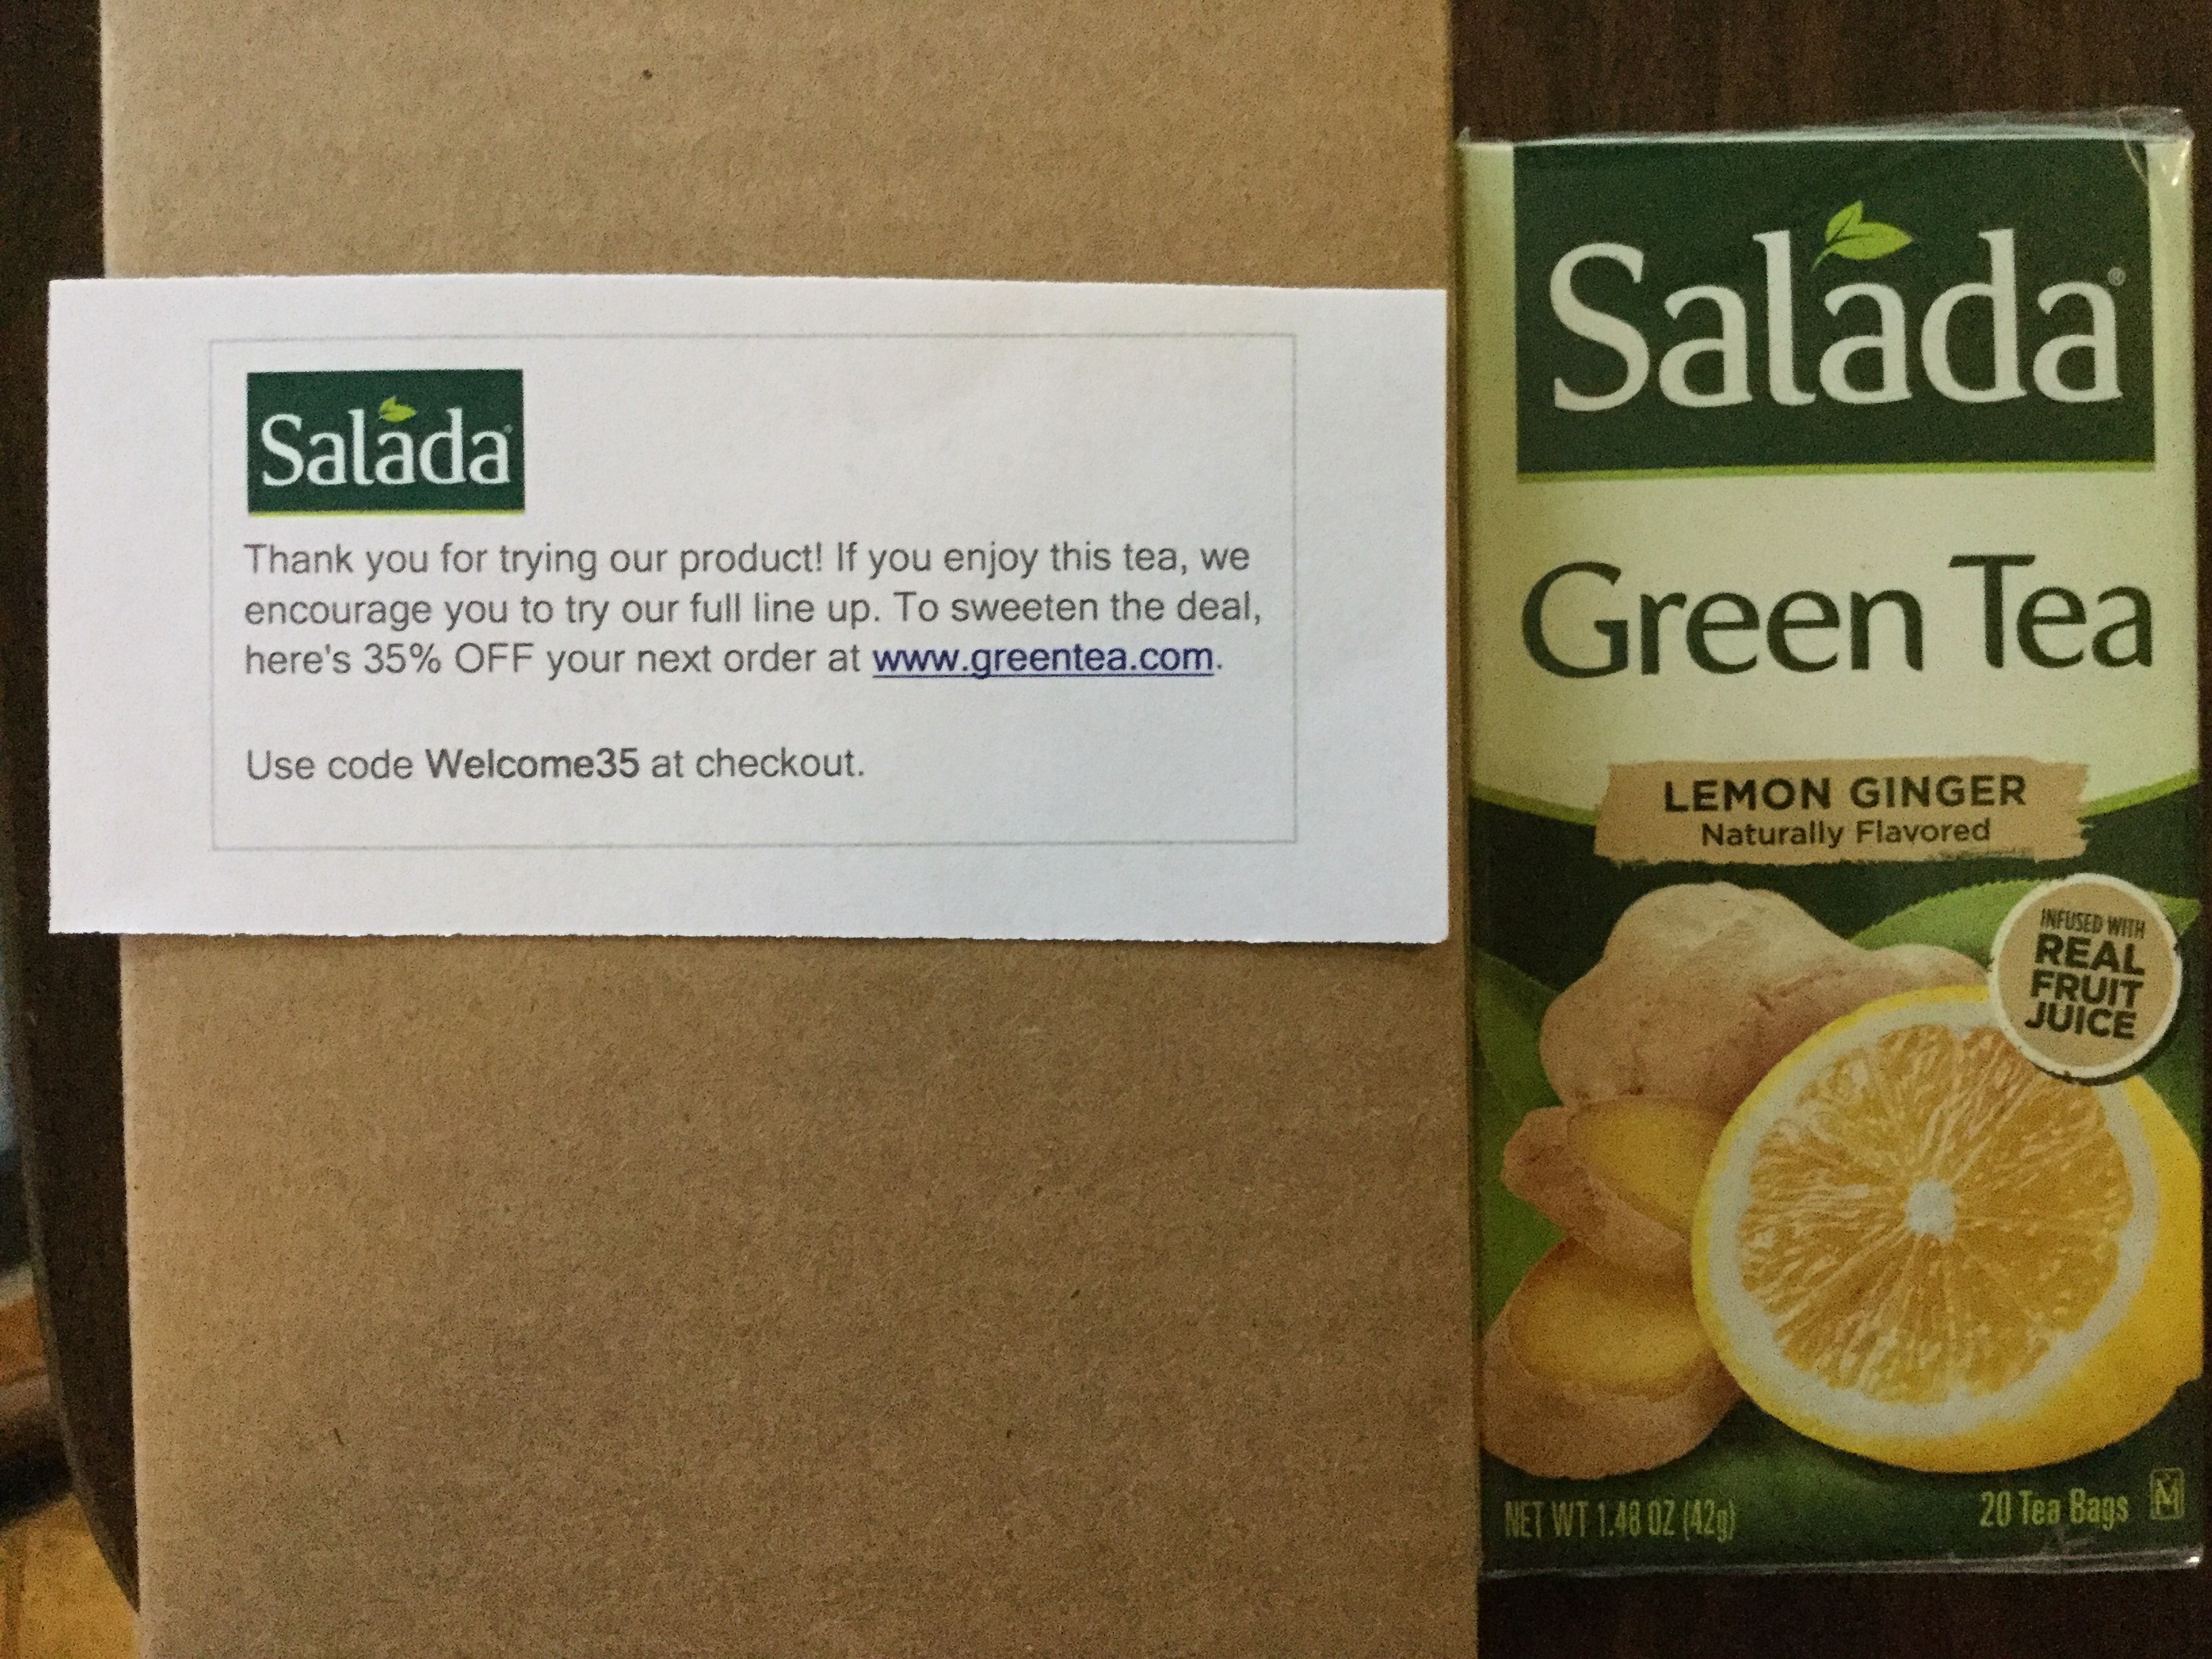 Salada
Thank you for trying our product! If you enjoy this tea, we
encourage you to try our full line up. To sweeten the deal,
here's 35% OFF your next order at www.greentea.com.
Use code Welcome35 at checkout.
Salada®
Green Tea
LEMON GINGER
Naturally Flavored
INFUSED WITH
REAL
FRUIT
JUICE
NET WT 1.48 OZ (42g)
20 Tea Bags